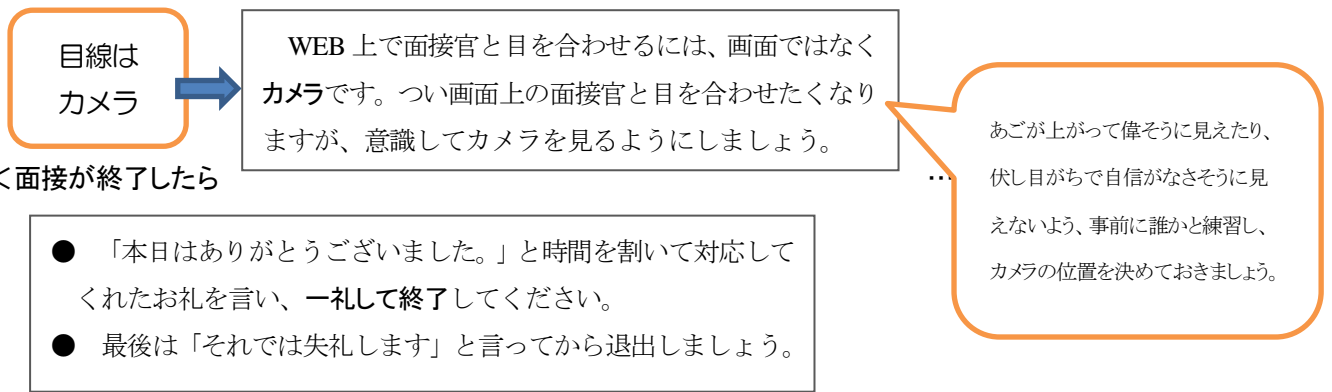 目線は
カメラ
WEB 上で面接官と目を合わせるには、画面ではなく
カメラです。つい画面上の面接官と目を合わせたくなり
ますが、意識してカメラを見るようにしましょう。
あごが上がって偉そうに見えたり、
伏し目がちで自信がなさそうに見
えないよう、事前に誰かと練習し、
カメラの位置を決めておきましょう。
く面接が終了したら
…
● 「本日はありがとうございました。」と時間を割いて対応して
くれたお礼を言い、一礼して終了してください。
● 最後は「それでは失礼します」と言ってから退出しましょう。